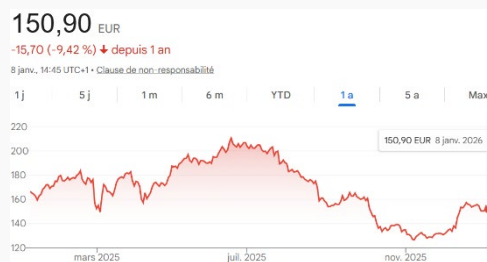 150,90 EUR
-15,70 (-9,42 %) ↓ depuis 1 an
8 janv., 14:45 UTC+1 • Clause de non-responsabilité
1 j 5 j 1 m 6 m YTD 1 a 5 a Max
220
150,90 EUR 8 janv. 2026
200
180
160
140
120
mars 2025 juil. 2025 nov. 2025